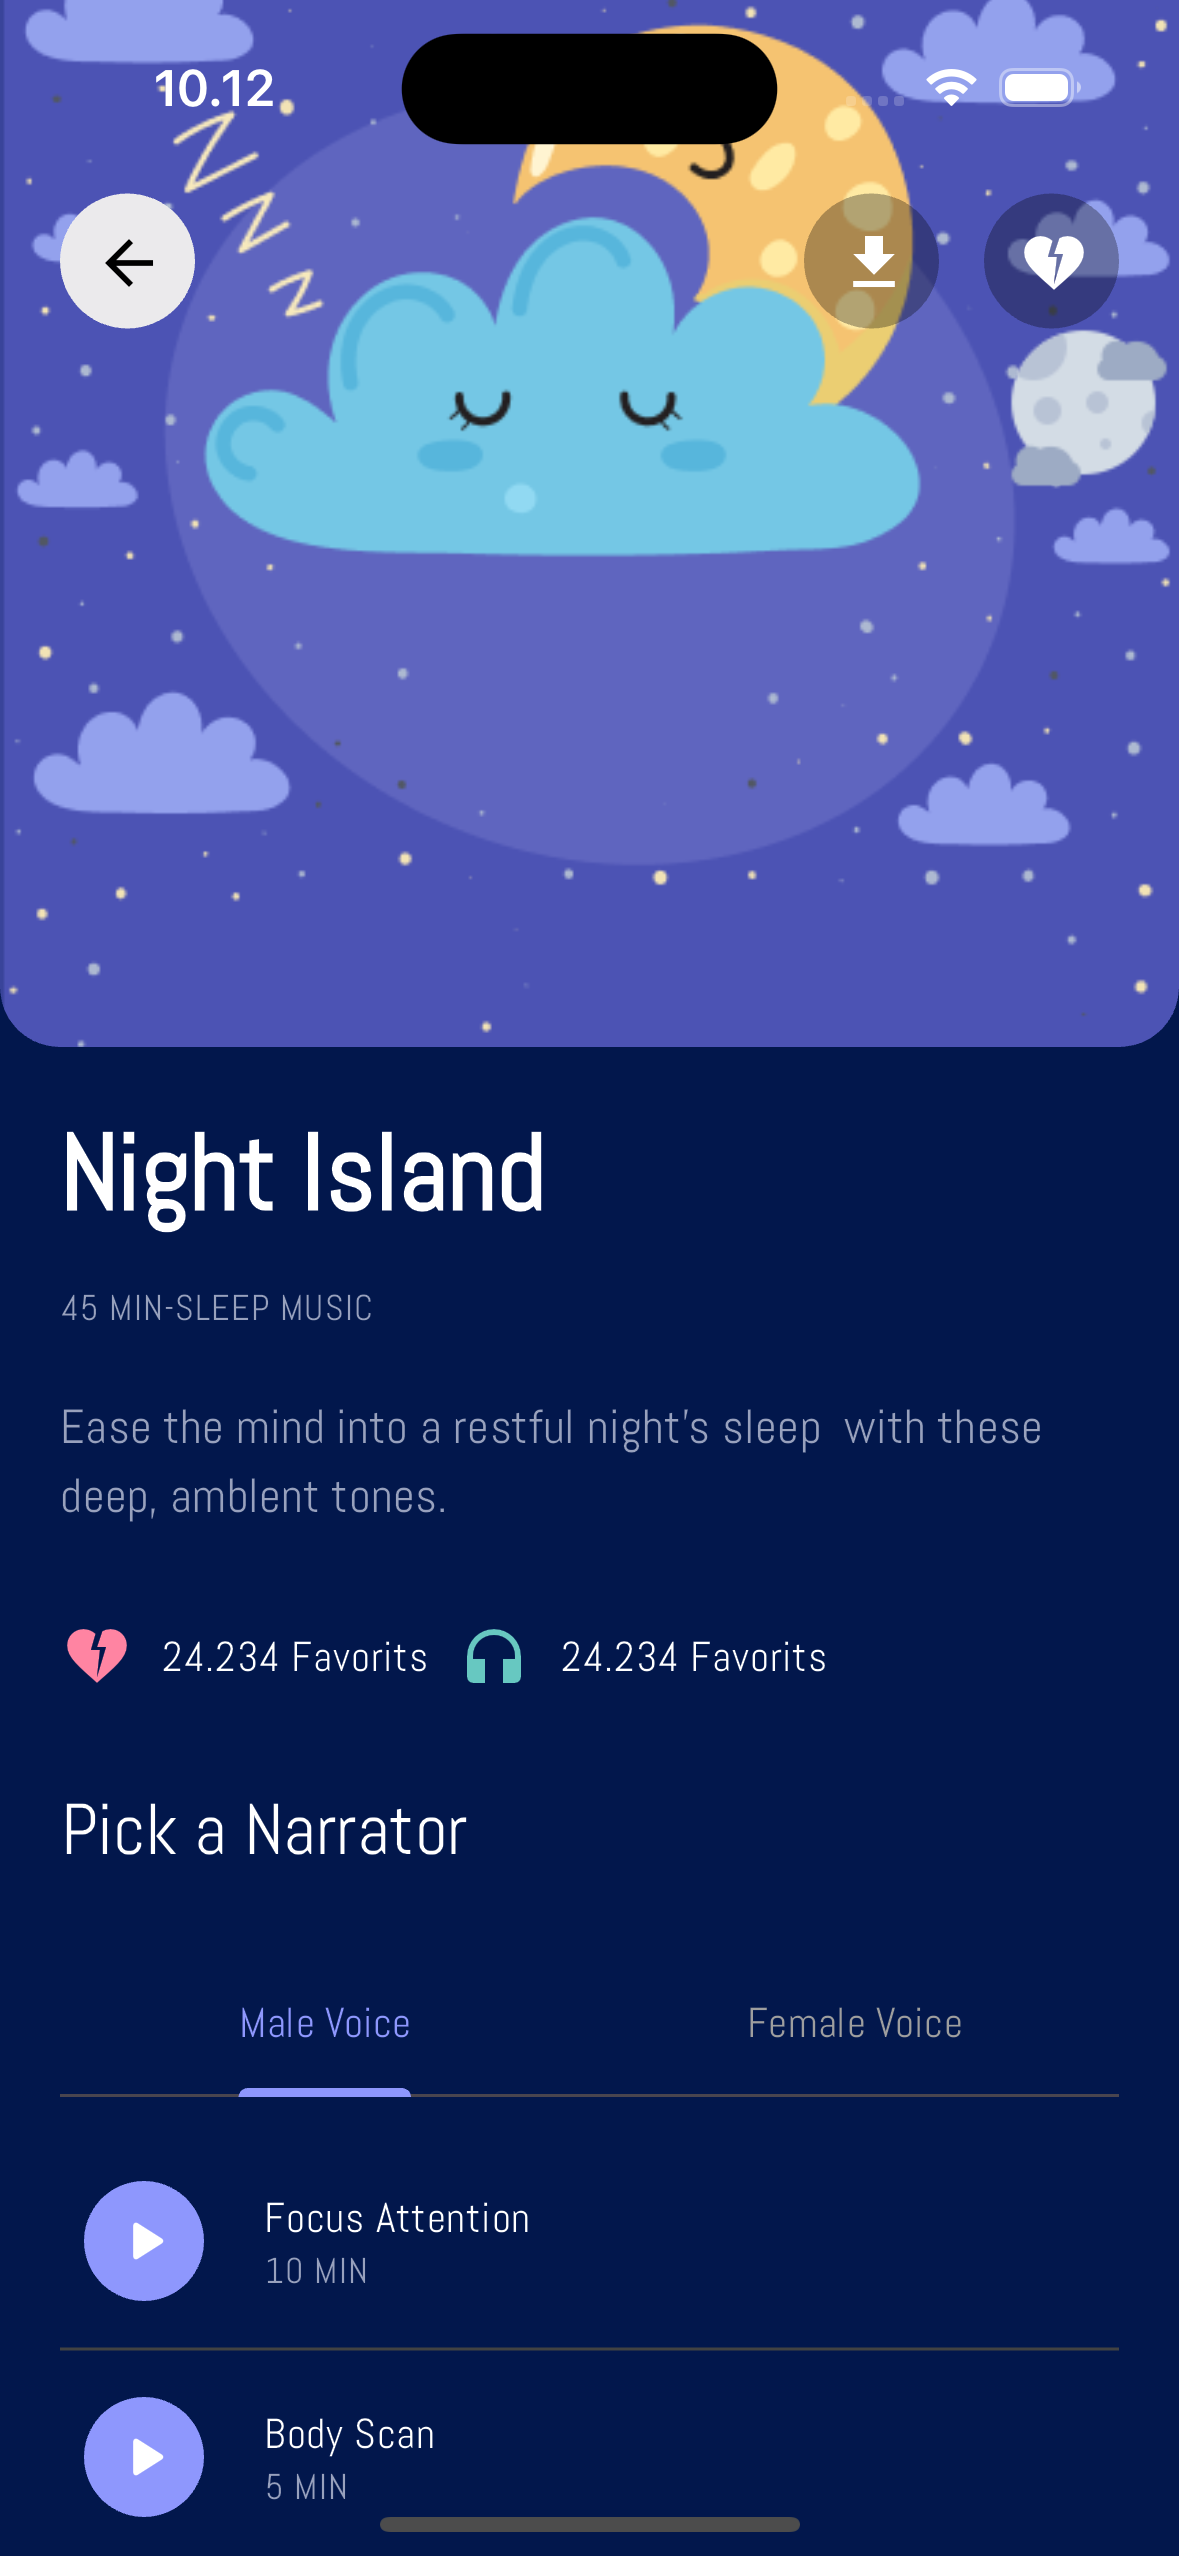 10.12
Night Island
45 MIN-SLEEP MUSIC
Ease the mind into a restful night's sleep  with these
deep, amblent tones.
24.234 Favorits 24.234 Favorits
Pick a Narrator
Male Voice Female Voice
Focus Attention
10 MIN
Body Scan
5 MIN